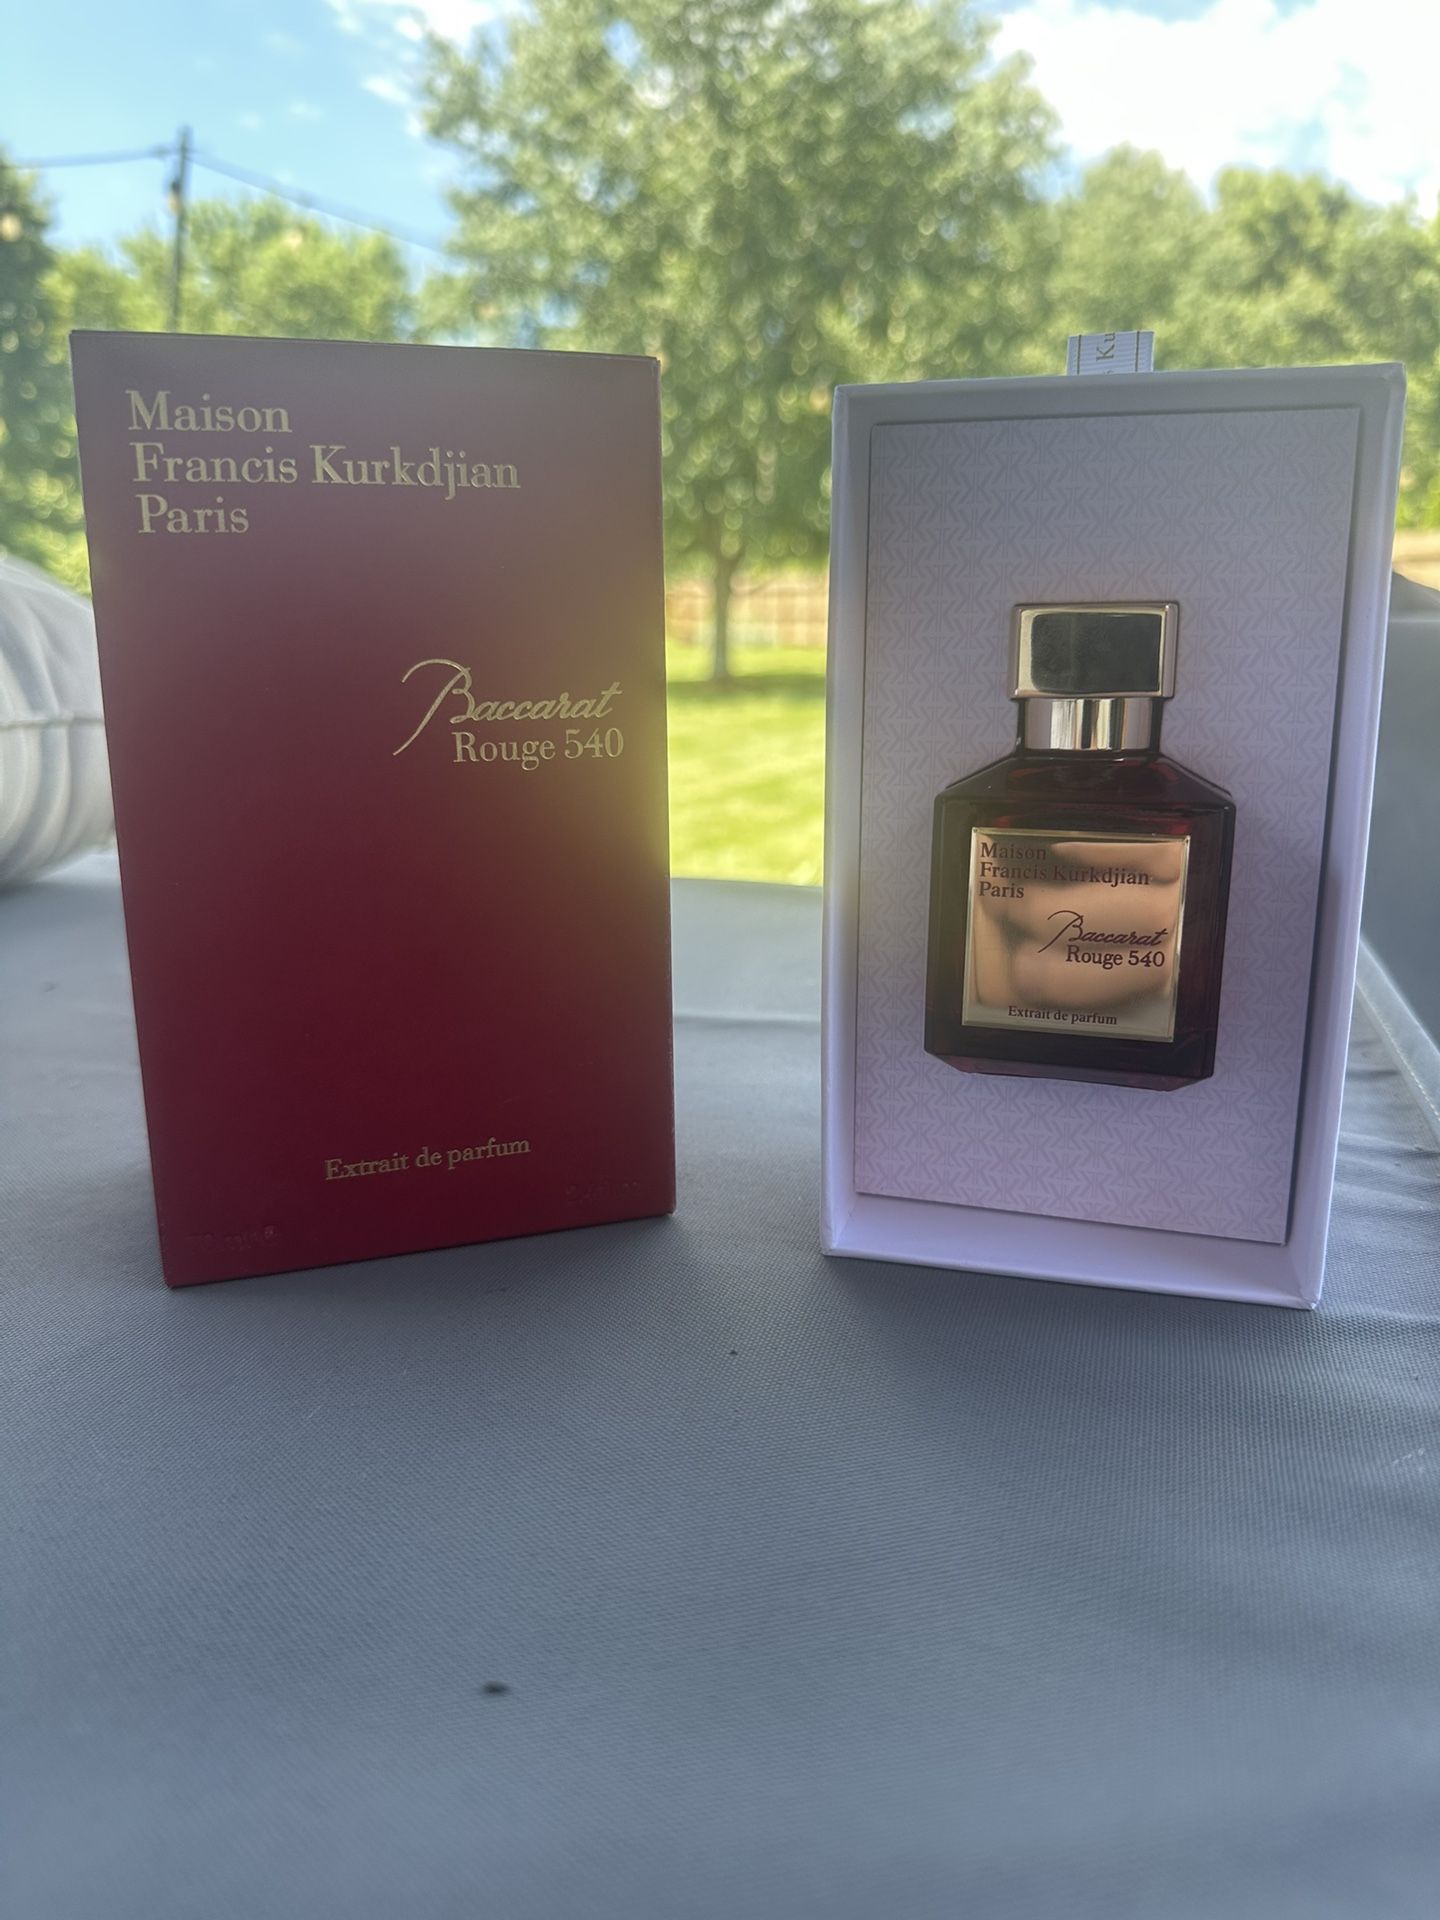 Maison
Francis Kurkdjian
Paris
Baccarat
Rouge 540
Extrait de parfum
Ku
Maison
Francis Kurkdjian
Paris
Baccarat
Rouge 540
Extrait de parfum